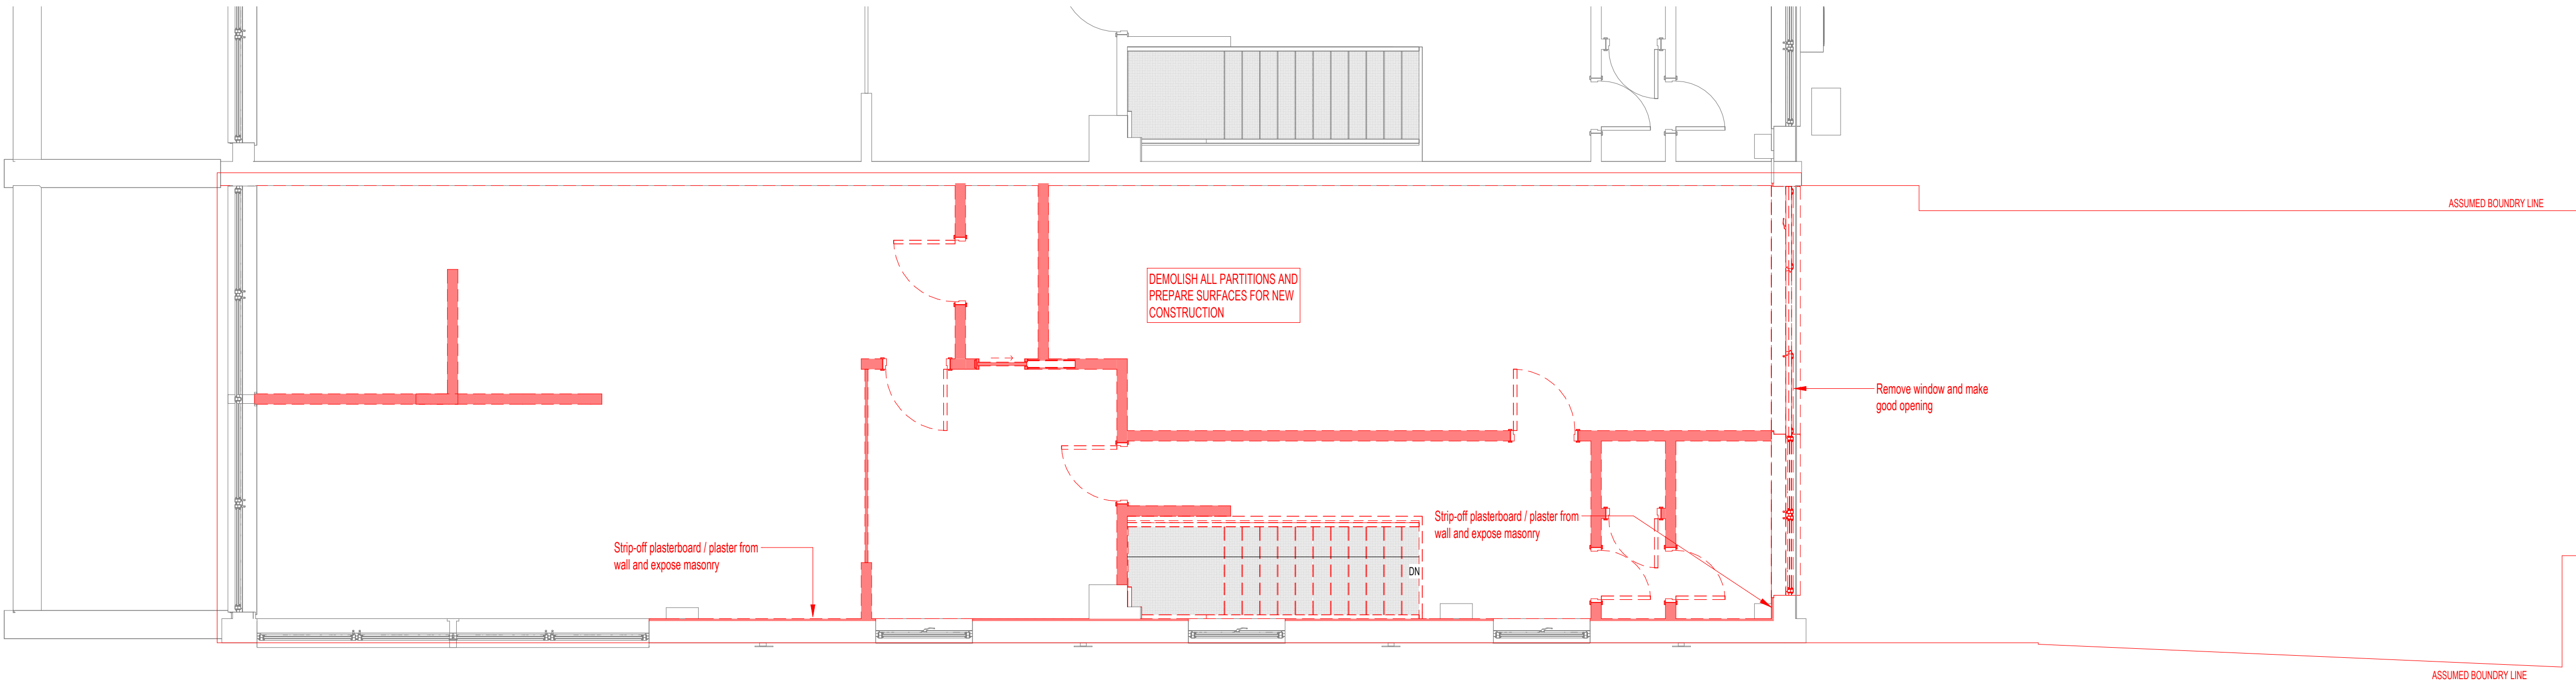 ASSUMED BOUNDRY LINE
DEMOLISH ALL PARTITIONS AND
PREPARE SURFACES FOR NEW
CONSTRUCTION
Remove window and make
good opening
Strip-off plasterboard / plaster from
wall and expose masonry
Strip-off plasterboard / plaster from
wall and expose masonry
DN
ASSUMED BOUNDRY LINE